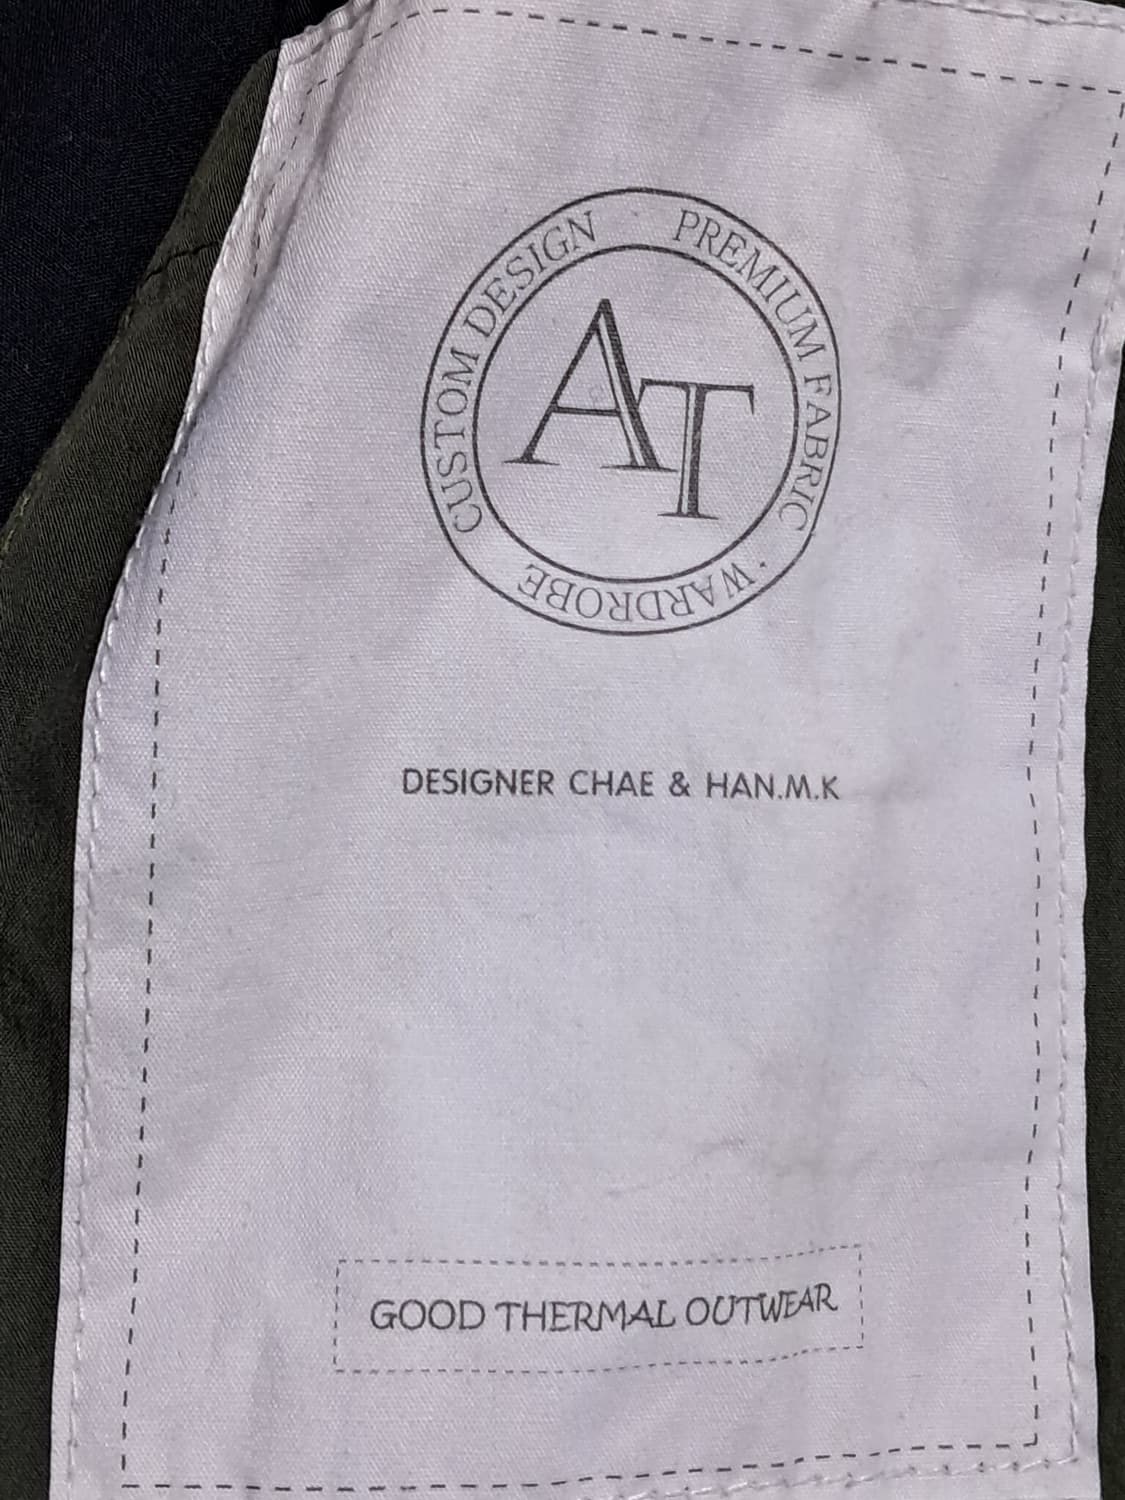 CUSTOM DESIGN PREMIUM FABRIC · WARDROBE
AT
DESIGNER CHAE & HAN.M.K
GOOD THERMAL OUTWEAR